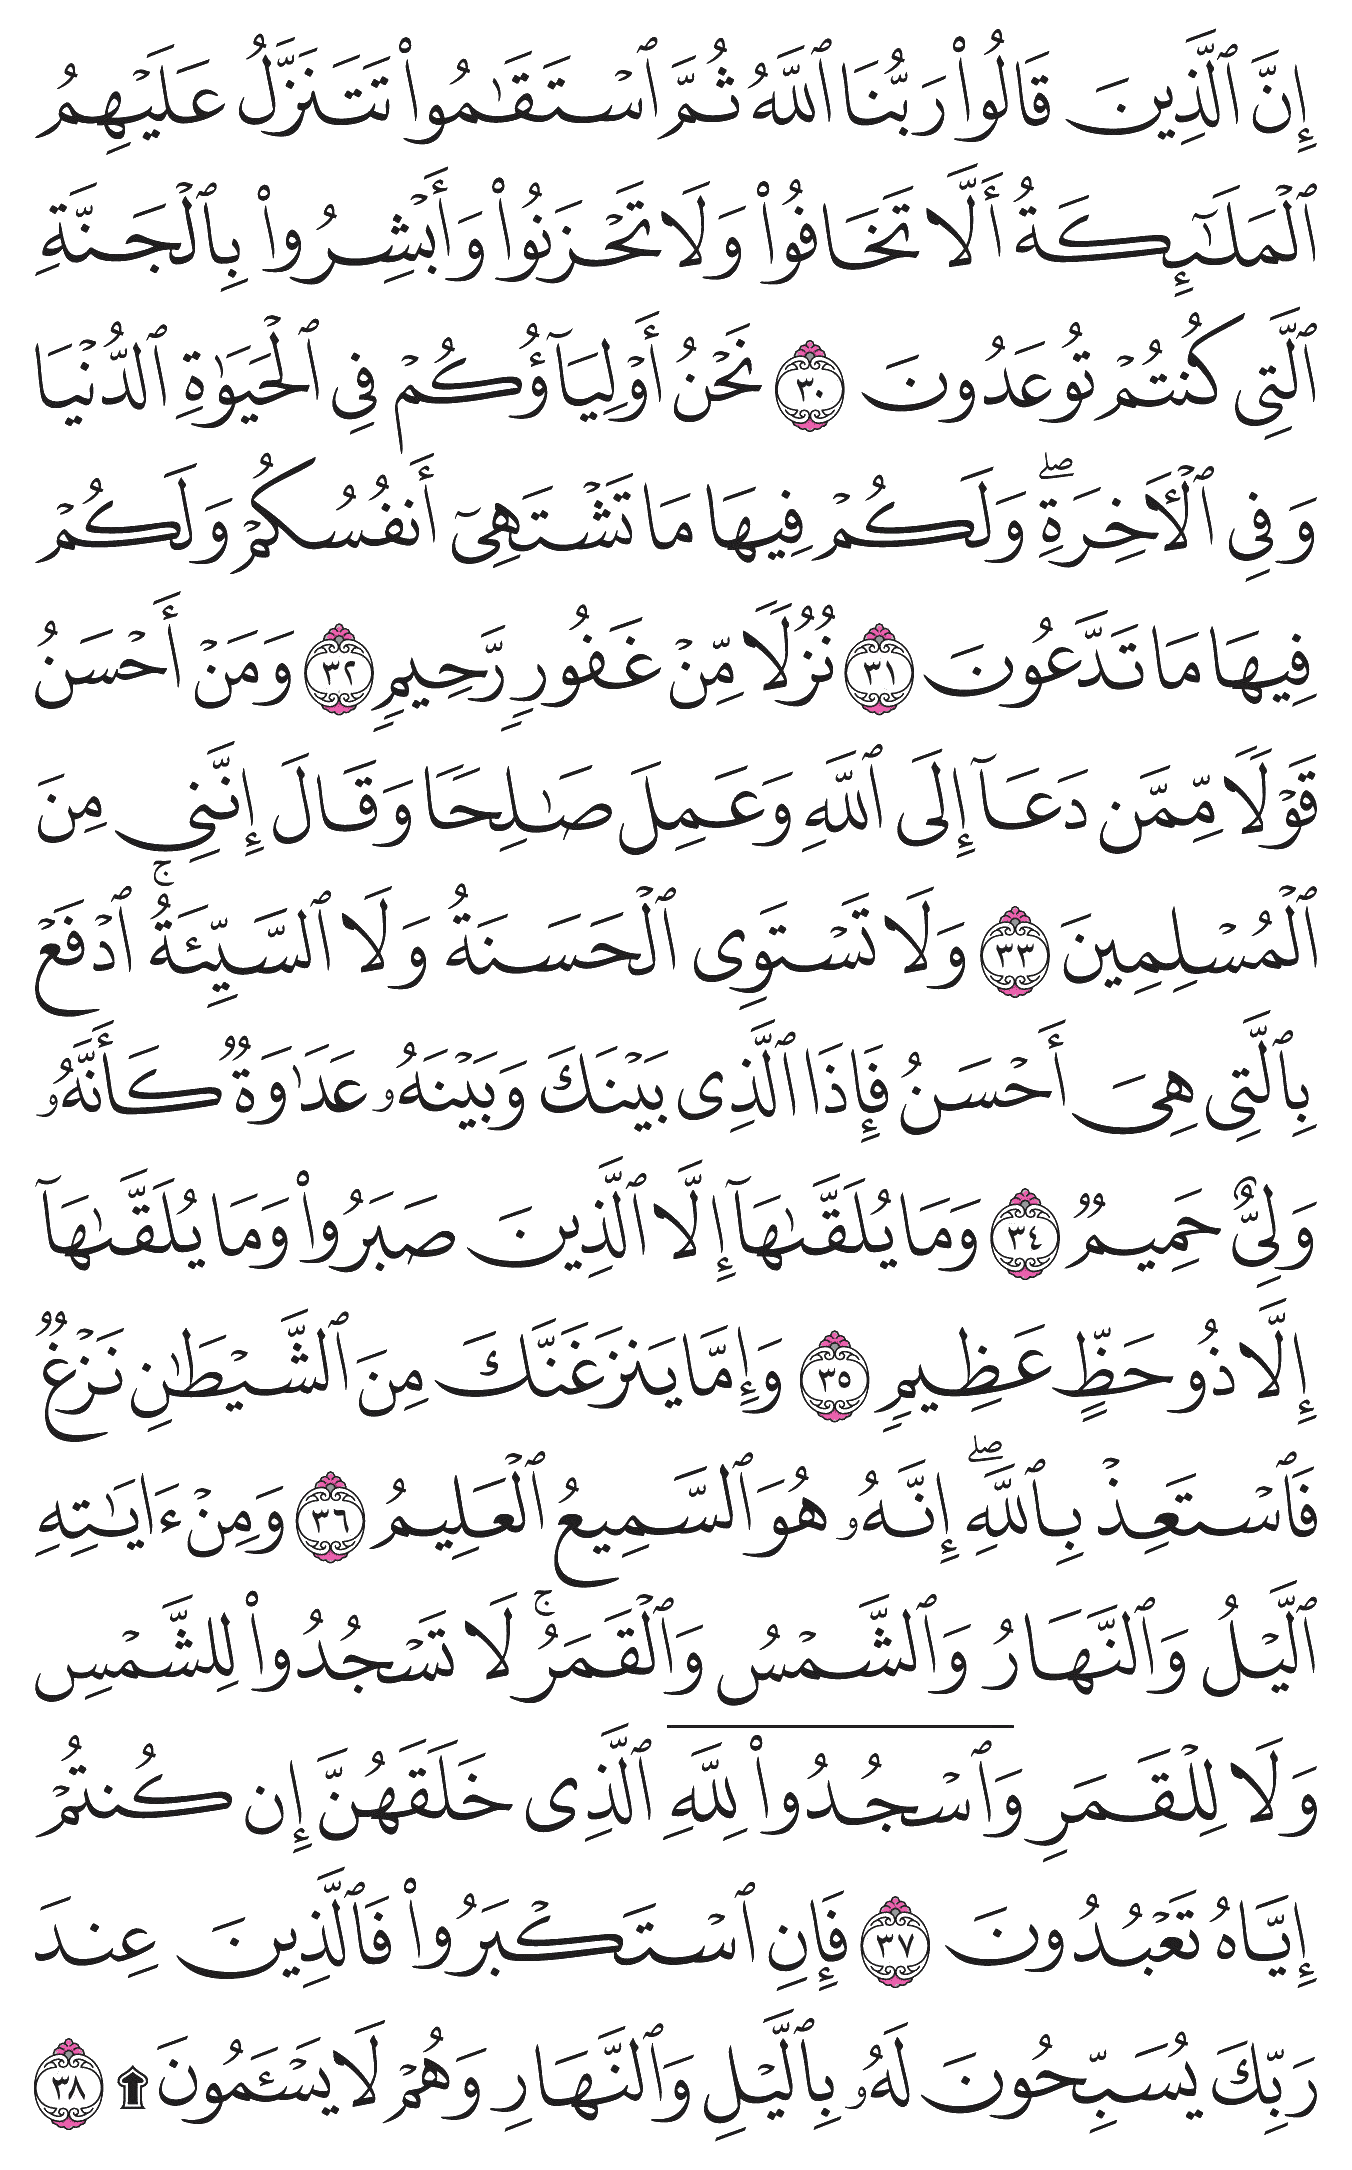 إِنَّ ٱلَّذِينَ قَالُوا۟ رَبُّنَا ٱللَّهُ ثُمَّ ٱسْتَقَـٰمُوا۟ تَتَنَزَّلُ عَلَيْهِمُ
ٱلْمَلَـٰٓئِكَةُ أَلَّا تَخَافُوا۟ وَلَا تَحْزَنُوا۟ وَأَبْشِرُوا۟ بِٱلْجَنَّةِ
ٱلَّتِى كُنتُمْ تُوعَدُونَ ٣٠ نَحْنُ أَوْلِيَآؤُكُمْ فِى ٱلْحَيَوٰةِ ٱلدُّنْيَا
وَفِى ٱلْـَٔاخِرَةِ ۖ وَلَكُمْ فِيهَا مَا تَشْتَهِىٓ أَنفُسُكُمْ وَلَكُمْ
فِيهَا مَا تَدَّعُونَ ٣١ نُزُلًا مِّنْ غَفُورٍ رَّحِيمٍ ٣٢ وَمَنْ أَحْسَنُ
قَوْلًا مِّمَّن دَعَآ إِلَى ٱللَّهِ وَعَمِلَ صَـٰلِحًا وَقَالَ إِنَّنِى مِنَ
ٱلْمُسْلِمِينَ ٣٣ وَلَا تَسْتَوِى ٱلْحَسَنَةُ وَلَا ٱلسَّيِّئَةُ ۚ ٱدْفَعْ
بِٱلَّتِى هِىَ أَحْسَنُ فَإِذَا ٱلَّذِى بَيْنَكَ وَبَيْنَهُۥ عَدَٰوَةٌ كَأَنَّهُۥ
وَلِىٌّ حَمِيمٌ ٣٤ وَمَا يُلَقَّىٰهَآ إِلَّا ٱلَّذِينَ صَبَرُوا۟ وَمَا يُلَقَّىٰهَآ
إِلَّا ذُو حَظٍّ عَظِيمٍ ٣٥ وَإِمَّا يَنزَغَنَّكَ مِنَ ٱلشَّيْطَـٰنِ نَزْغٌ
فَٱسْتَعِذْ بِٱللَّهِ ۖ إِنَّهُۥ هُوَ ٱلسَّمِيعُ ٱلْعَلِيمُ ٣٦ وَمِنْ ءَايَـٰتِهِ
ٱلَّيْلُ وَٱلنَّهَارُ وَٱلشَّمْسُ وَٱلْقَمَرُ ۚ لَا تَسْجُدُوا۟ لِلشَّمْسِ
وَلَا لِلْقَمَرِ وَٱسْجُدُوا۟ لِلَّهِ ٱلَّذِى خَلَقَهُنَّ إِن كُنتُمْ
إِيَّاهُ تَعْبُدُونَ ٣٧ فَإِنِ ٱسْتَكْبَرُوا۟ فَٱلَّذِينَ عِندَ
رَبِّكَ يُسَبِّحُونَ لَهُۥ بِٱلَّيْلِ وَٱلنَّهَارِ وَهُمْ لَا يَسْـَٔمُونَ ۩ ٣٨